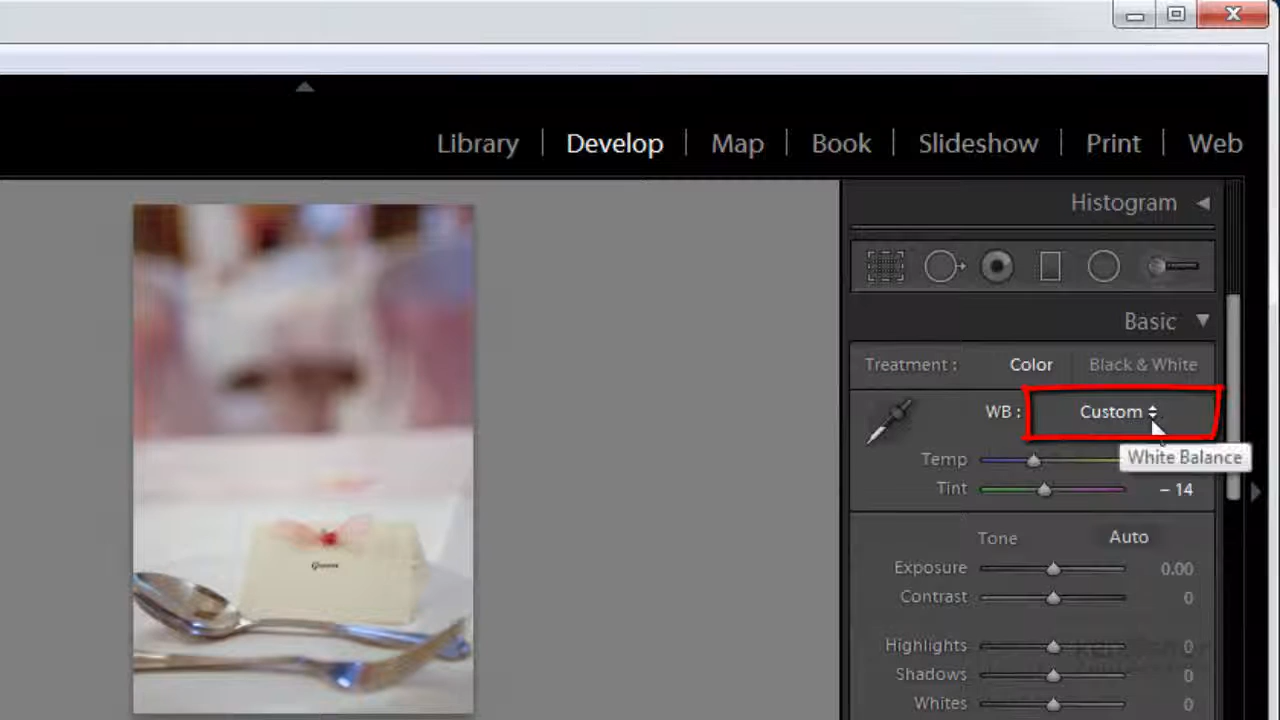 Library | Develop | Map | Book | Slideshow | Print | Web
Histogram
Basic
Treatment : Color Black & White
WB : Custom
Temp
White Balance
Tint – 14
Tone Auto
Exposure 0.00
Contrast 0
Highlights 0
Shadows 0
Whites 0
Groom